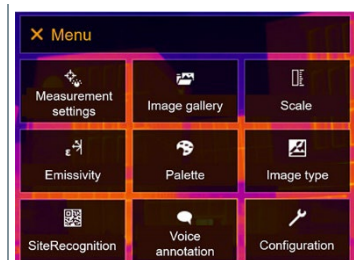 Menu
Measurement
settings
Image gallery
Scale
Emissivity
Palette
Image type
SiteRecognition
Voice
annotation
Configuration